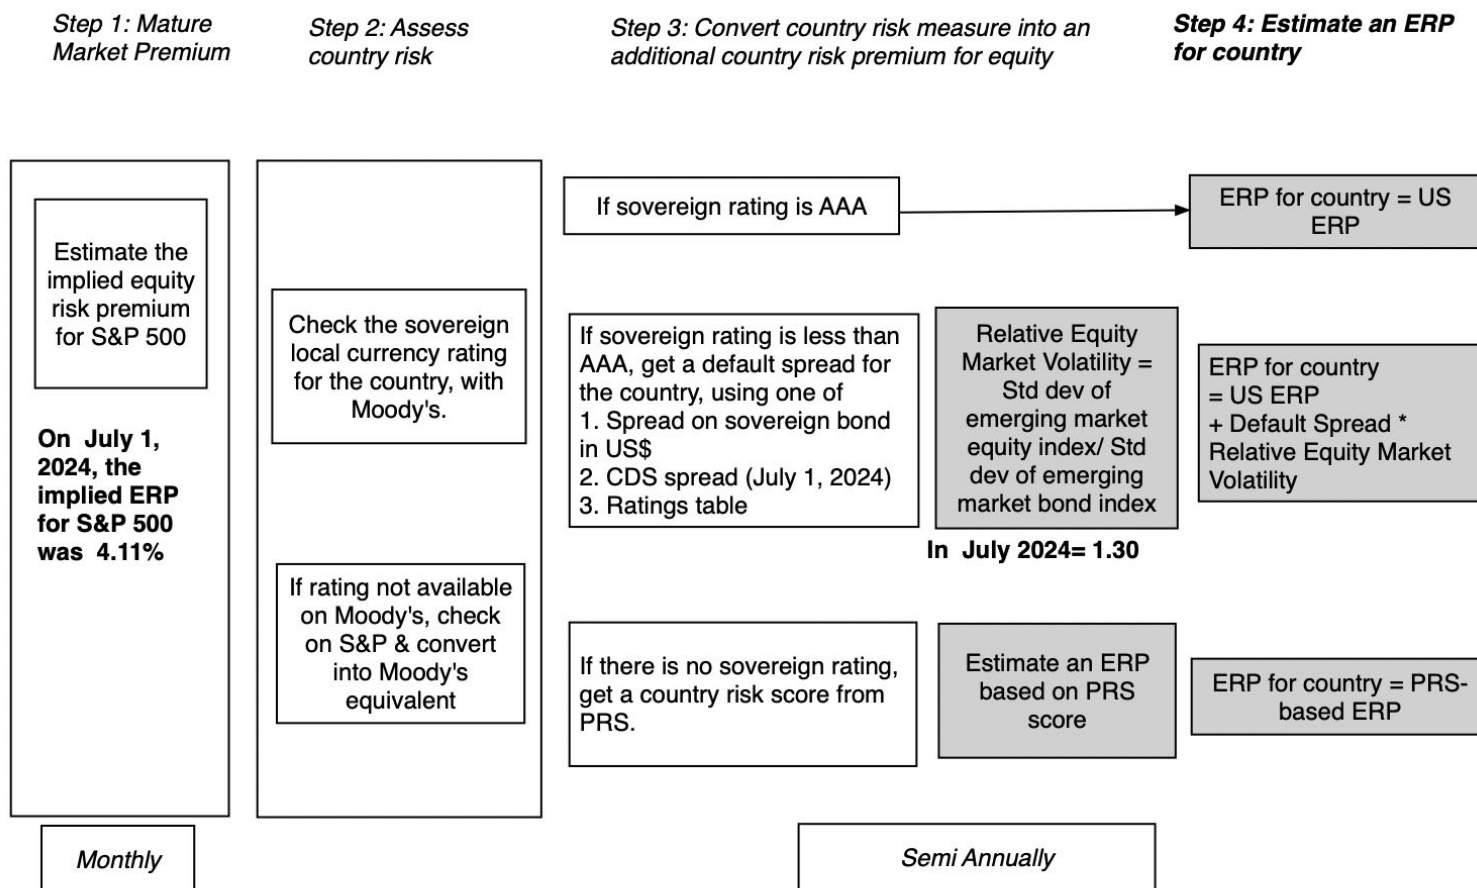 Step 1: Mature
Market Premium
Step 2: Assess
country risk
Step 3: Convert country risk measure into an
additional country risk premium for equity
Step 4: Estimate an ERP
for country
Estimate the
implied equity
risk premium
for S&P 500
On  July 1,
2024, the
implied ERP
for S&P 500
was  4.11%
Monthly
Check the sovereign
local currency rating
for the country, with
Moody's.
If rating not available
on Moody's, check
on S&P & convert
into Moody's
equivalent
If sovereign rating is AAA
ERP for country = US
ERP
If sovereign rating is less than
AAA, get a default spread for
the country, using one of
1. Spread on sovereign bond
in US$
2. CDS spread (July 1, 2024)
3. Ratings table
Relative Equity
Market Volatility =
Std dev of
emerging market
equity index/ Std
dev of emerging
market bond index
In  July 2024= 1.30
ERP for country
= US ERP
+ Default Spread *
Relative Equity Market
Volatility
If there is no sovereign rating,
get a country risk score from
PRS.
Estimate an ERP
based on PRS
score
ERP for country = PRS-
based ERP
Semi Annually